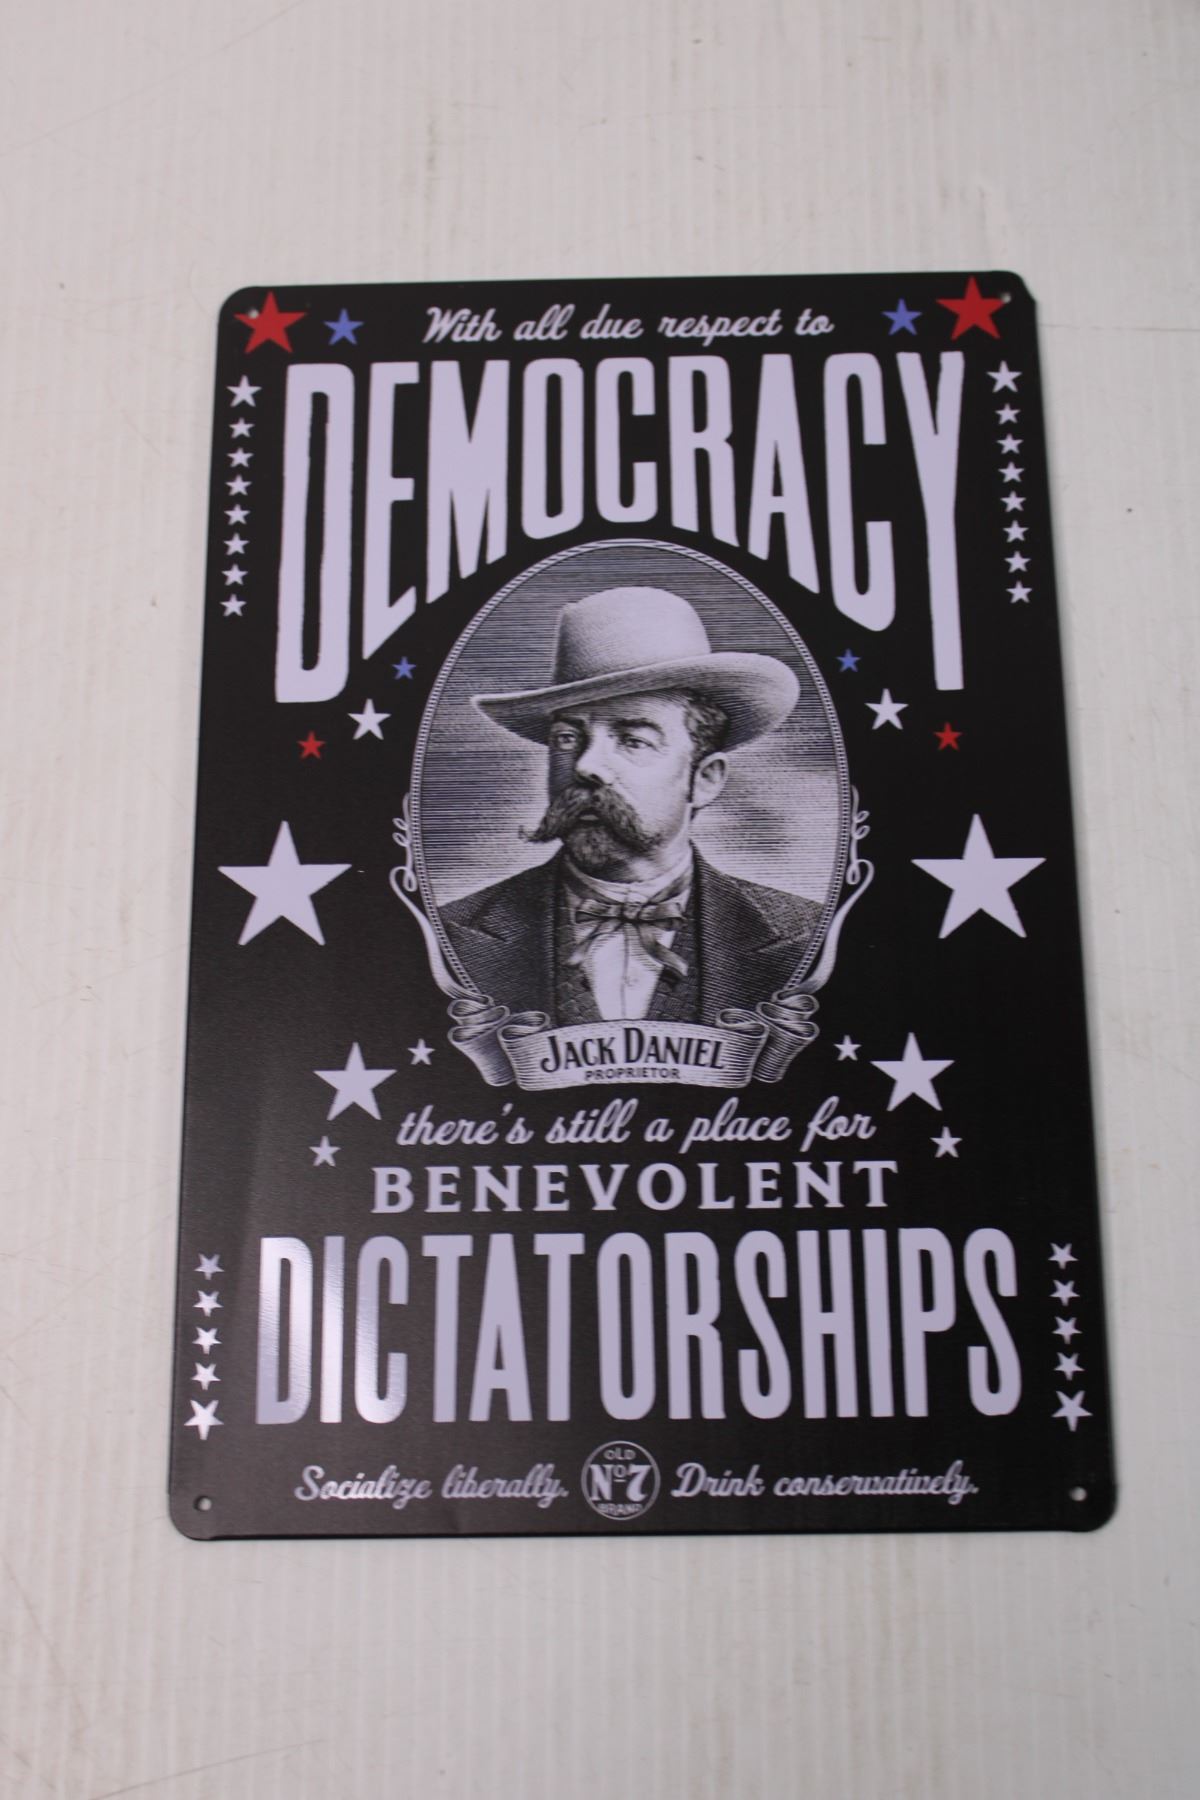 With all due respect to
DEMOCRACY
JACK DANIEL
PROPRIETOR
there's still a place for
BENEVOLENT
DICTATORSHIPS
Socialize liberally. OLD Nº7 BRAND Drink conservatively.